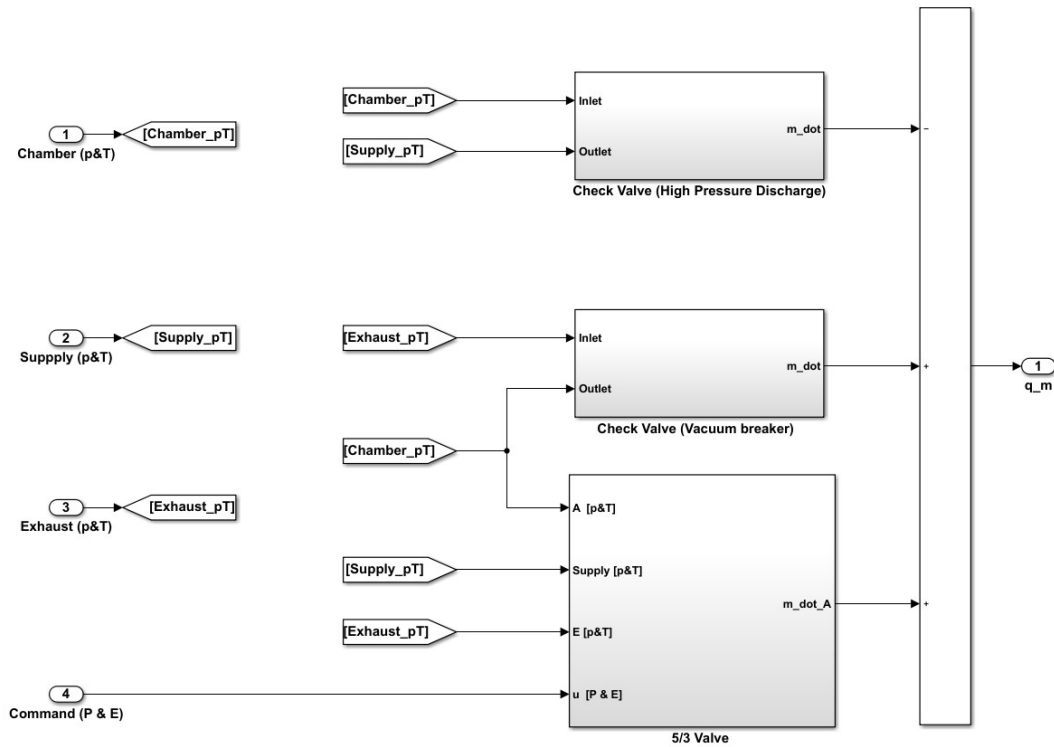 [Chamber_pT]
Inlet
1
[Chamber_pT]
m_dot
−
Chamber (p&T)
[Supply_pT]
Outlet
Check Valve (High Pressure Discharge)
2
[Supply_pT]
[Exhaust_pT]
Inlet
Suppply (p&T)
m_dot
+
1
q_m
Outlet
Check Valve (Vacuum breaker)
[Chamber_pT]
3
[Exhaust_pT]
A [p&T]
Exhaust (p&T)
[Supply_pT]
Supply [p&T]
m_dot_A
+
[Exhaust_pT]
E [p&T]
4
u [P & E]
Command (P & E)
5/3 Valve